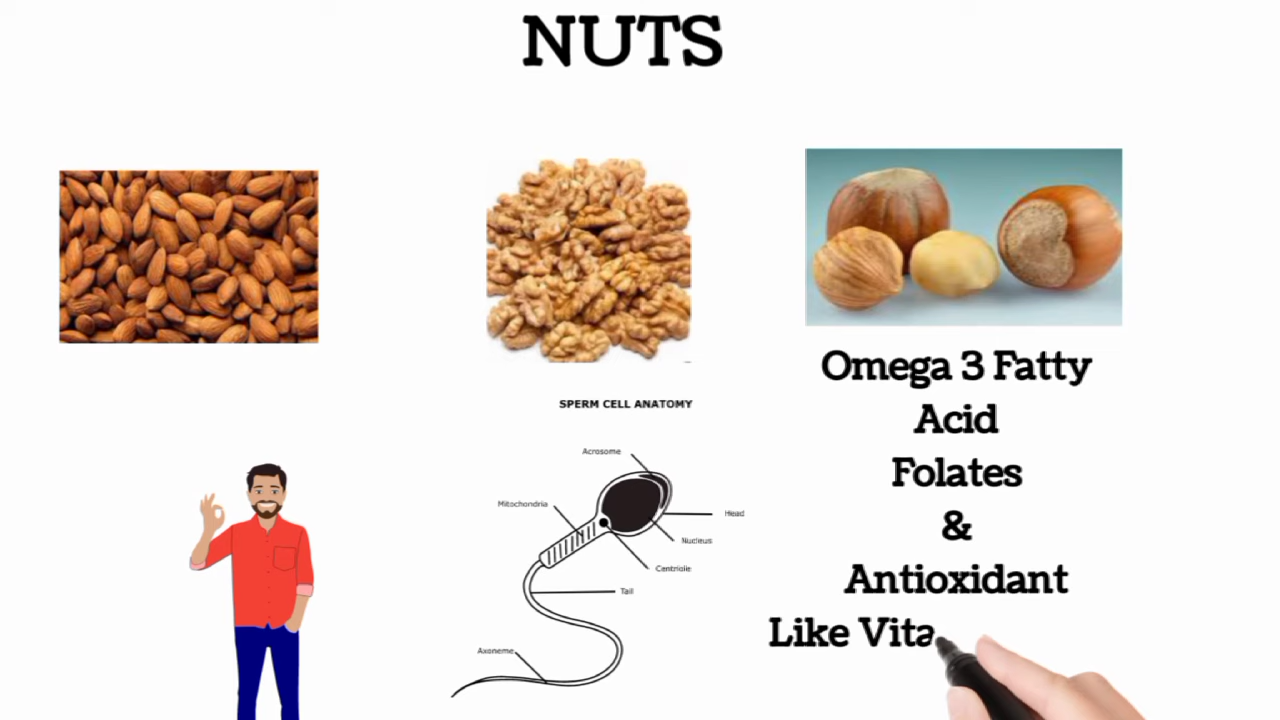 NUTS
Omega 3 Fatty
Acid
Folates
&
Antioxidant
Like Vita
SPERM CELL ANATOMY
Acrosome
Mitochondria
Head
Nucleus
Centriole
Tail
Axoneme